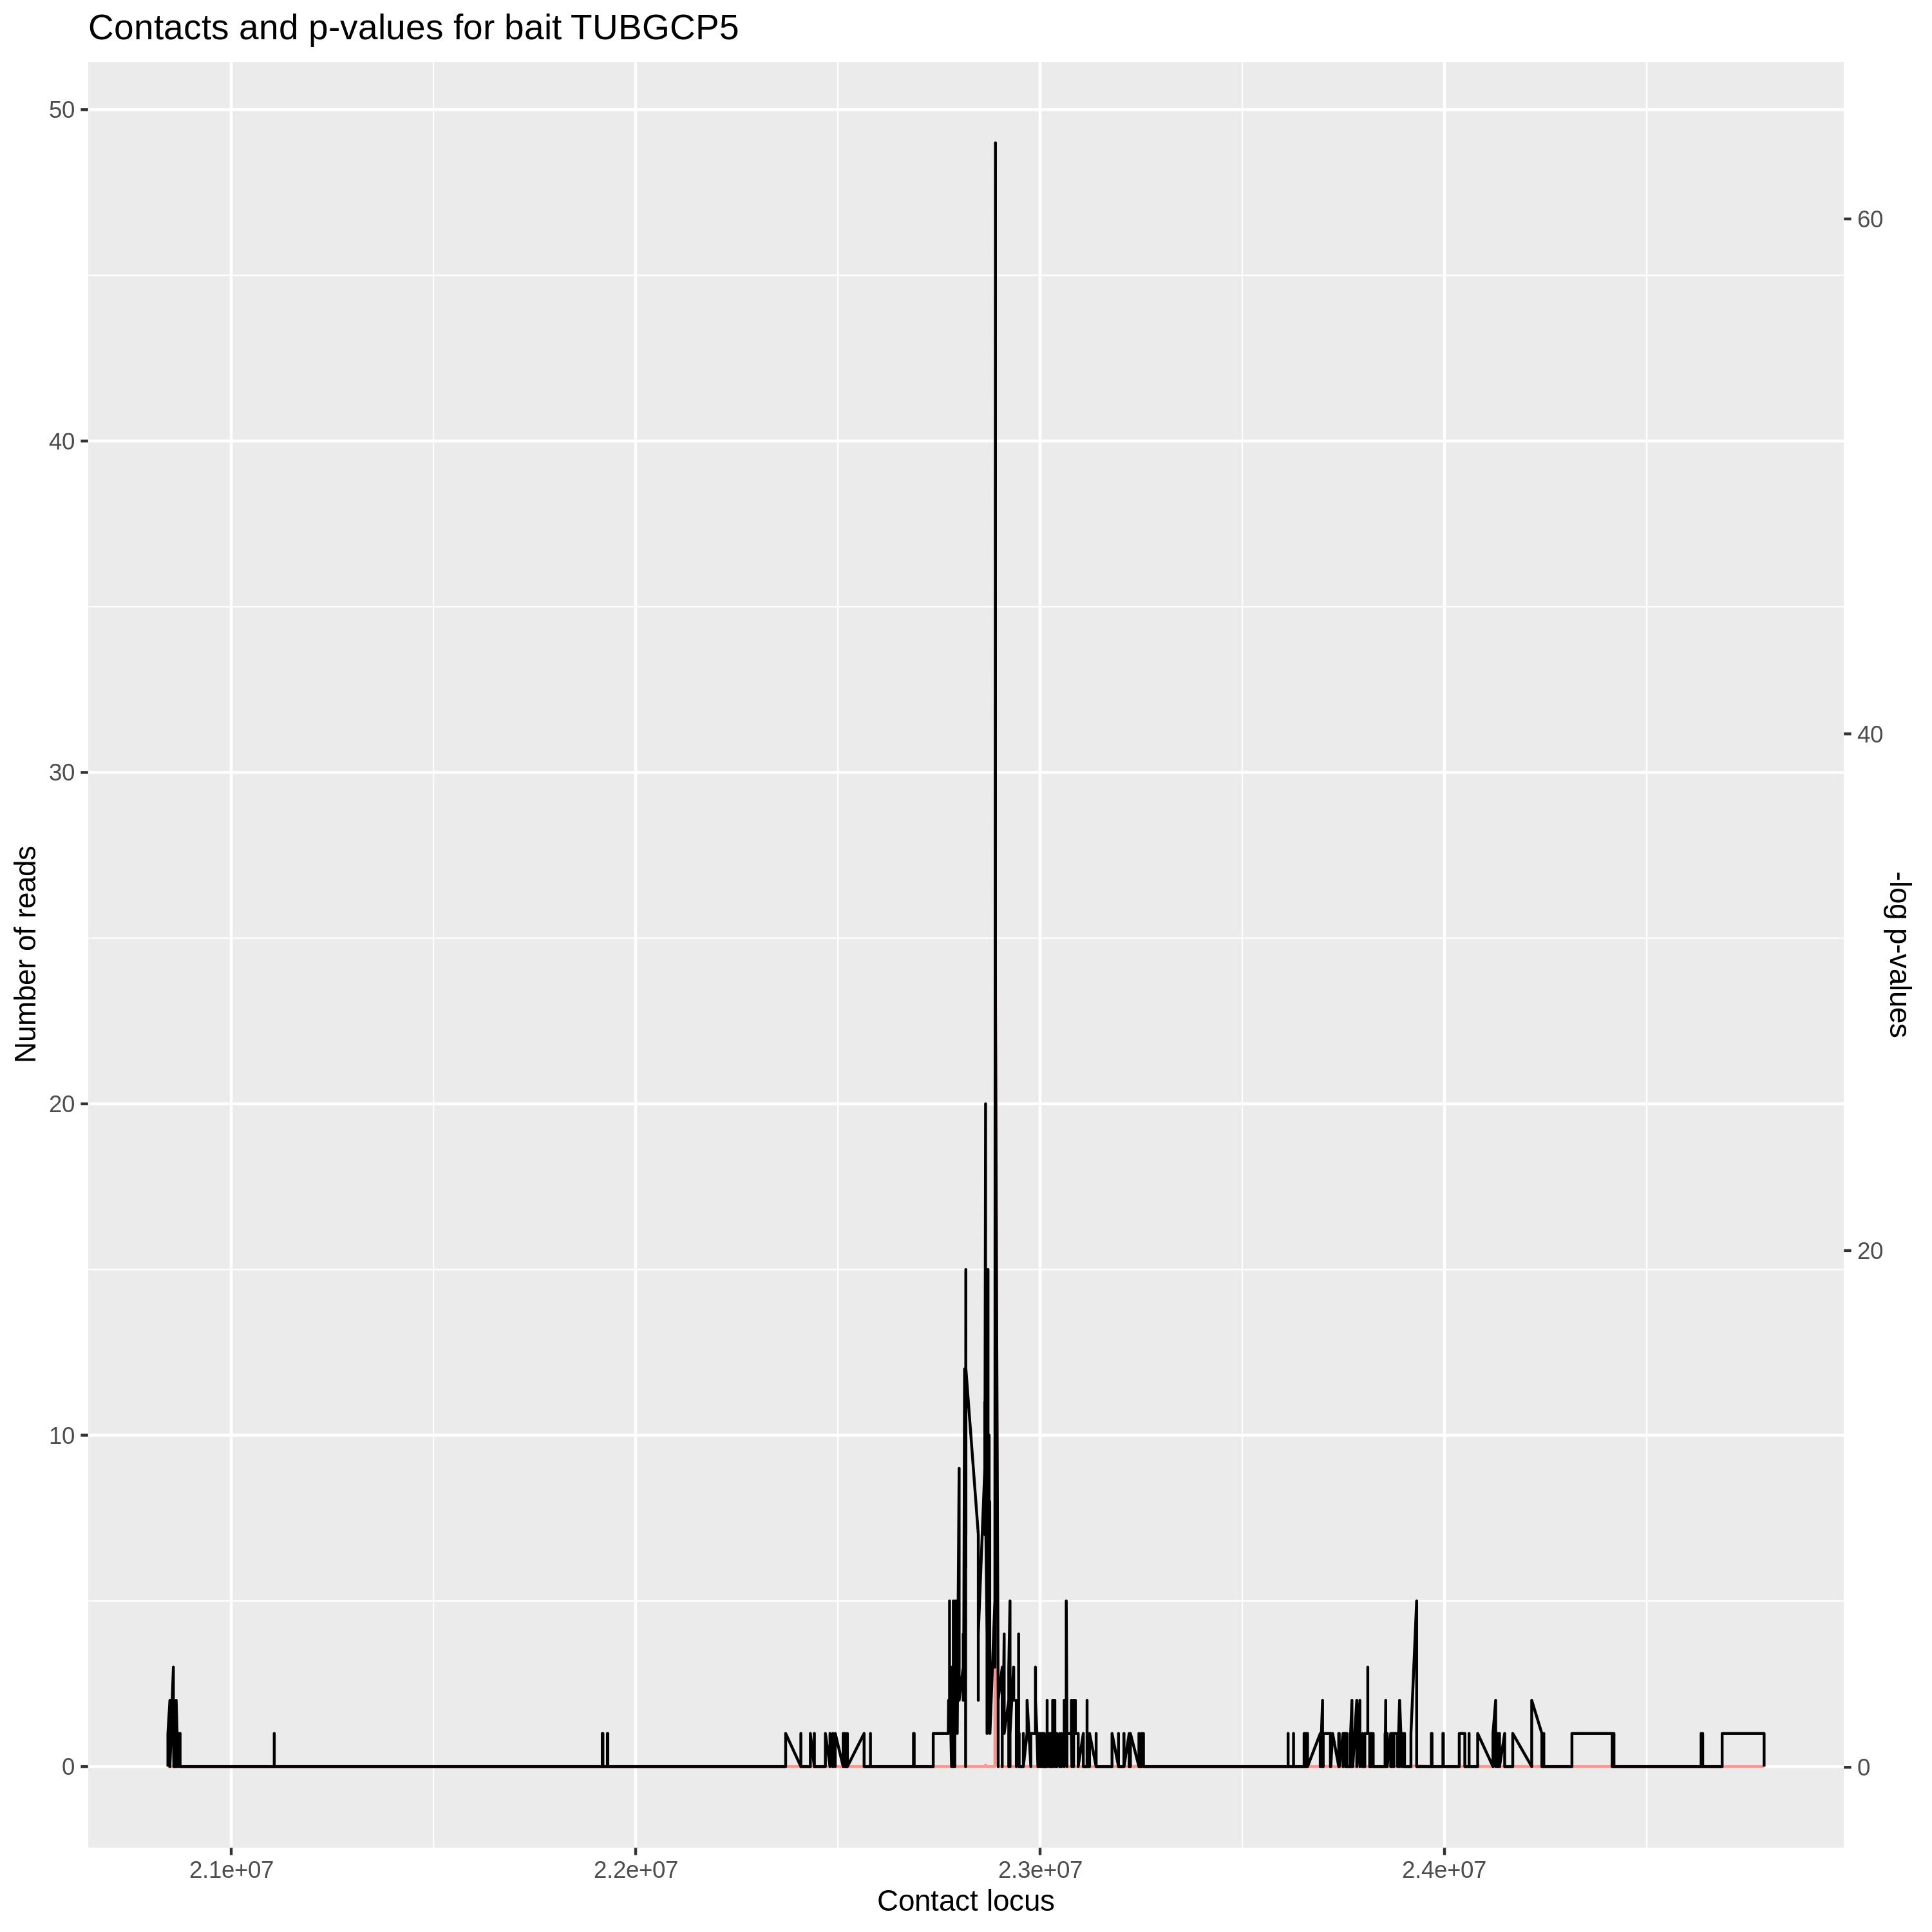 Contacts and p-values for bait TUBGCP5
50
40
30
20
10
0
Number of reads
60
40
20
0
-log p-values
2.1e+07 2.2e+07 2.3e+07 2.4e+07
Contact locus